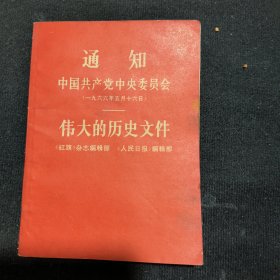 通知
中国共产党中央委员会
（一九六六年五月十六日）
伟大的历史文件
《红旗》杂志编辑部 《人民日报》编辑部